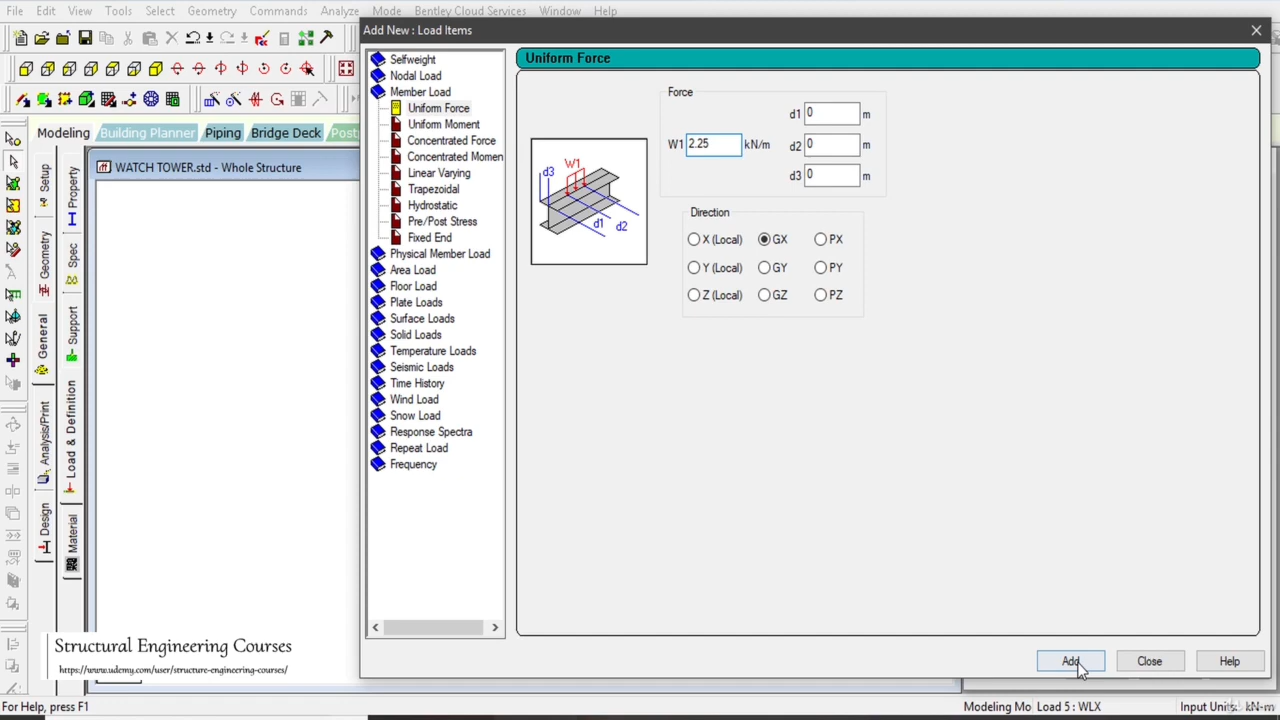 File Edit View Tools Select Geometry Commands Analyze Mode Bentley Cloud Services Window Help
Add New : Load Items
Selfweight
Nodal Load
Member Load
Uniform Force
Uniform Moment
Concentrated Force
Concentrated Momen
Linear Varying
Trapezoidal
Hydrostatic
Pre/Post Stress
Fixed End
Physical Member Load
Area Load
Floor Load
Plate Loads
Surface Loads
Solid Loads
Temperature Loads
Seismic Loads
Time History
Wind Load
Snow Load
Response Spectra
Repeat Load
Frequency
Uniform Force
Force
d1 0 m
W1 2.25 kN/m d2 0 m
d3 0 m
W1
d3
d1
d2
Direction
X (Local) GX PX
Y (Local) GY PY
Z (Local) GZ PZ
Add Close Help
Modeling Building Planner Piping Bridge Deck Post
WATCH TOWER.std - Whole Structure
Setup
Geometry
General
Analysis/Print
Design
Property
Spec
Support
Load & Definition
Material
Structural Engineering Courses
https://www.udemy.com/user/structure-engineering-courses/
For Help, press F1
Modeling Mo Load 5 : WLX Input Units: kN-m